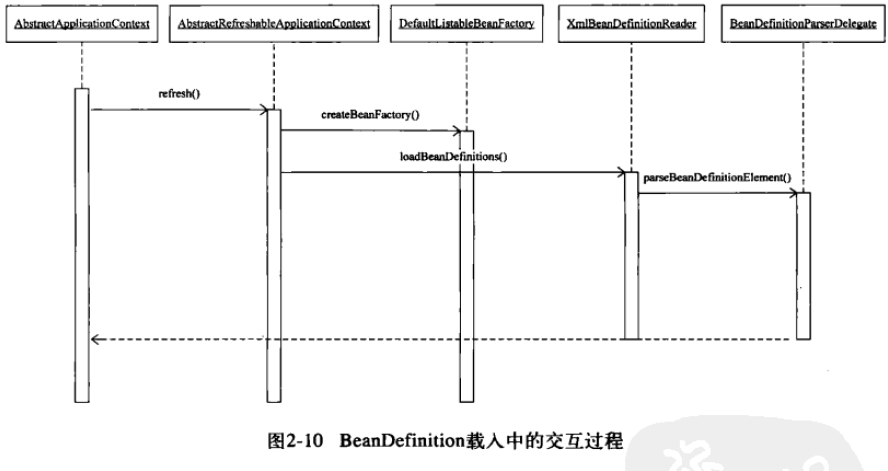 AbstractApplicationContext
AbstractRefreshableApplicationContext
DefaultListableBeanFactory
XmlBeanDefinitionReader
BeanDefinitionParserDelegate
refresh()
createBeanFactory()
loadBeanDefinitions()
parseBeanDefinitionElement()
图2-10 BeanDefinition载入中的交互过程